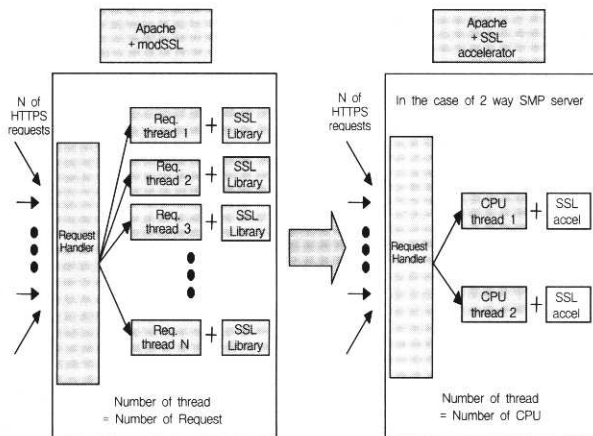 Apache
+ modSSL
N of
HTTPS
requests
Request
Handler
Req.
thread 1
+
SSL
Library
Req.
thread 2
+
SSL
Library
Req.
thread 3
+
SSL
Library
Req.
thread N
+
SSL
Library
Number of thread
= Number of Request
Apache
+ SSL
accelerator
In the case of 2 way SMP server
N of
HTTPS
requests
Request
Handler
CPU
thread 1
+
SSL
accel
CPU
thread 2
+
SSL
accel
Number of thread
= Number of CPU